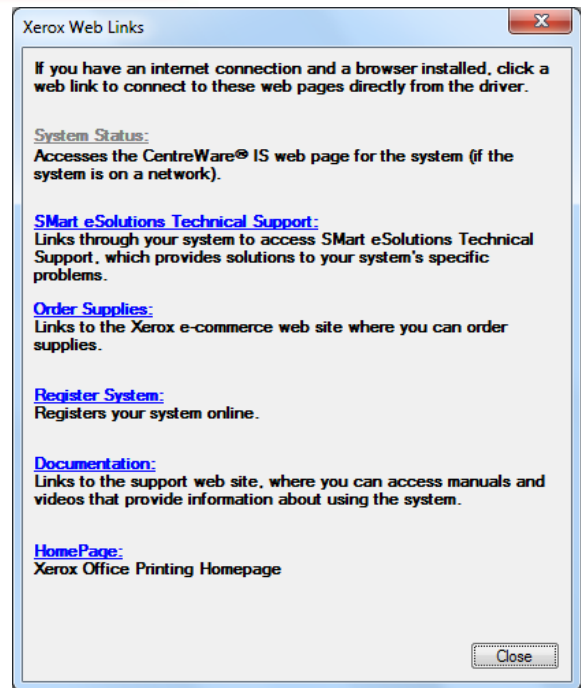 Xerox Web Links
If you have an internet connection and a browser installed, click a
web link to connect to these web pages directly from the driver.
System Status:
Accesses the CentreWare® IS web page for the system (if the
system is on a network).
SMart eSolutions Technical Support:
Links through your system to access SMart eSolutions Technical
Support, which provides solutions to your system's specific
problems.
Order Supplies:
Links to the Xerox e-commerce web site where you can order
supplies.
Register System:
Registers your system online.
Documentation:
Links to the support web site, where you can access manuals and
videos that provide information about using the system.
HomePage:
Xerox Office Printing Homepage
Close